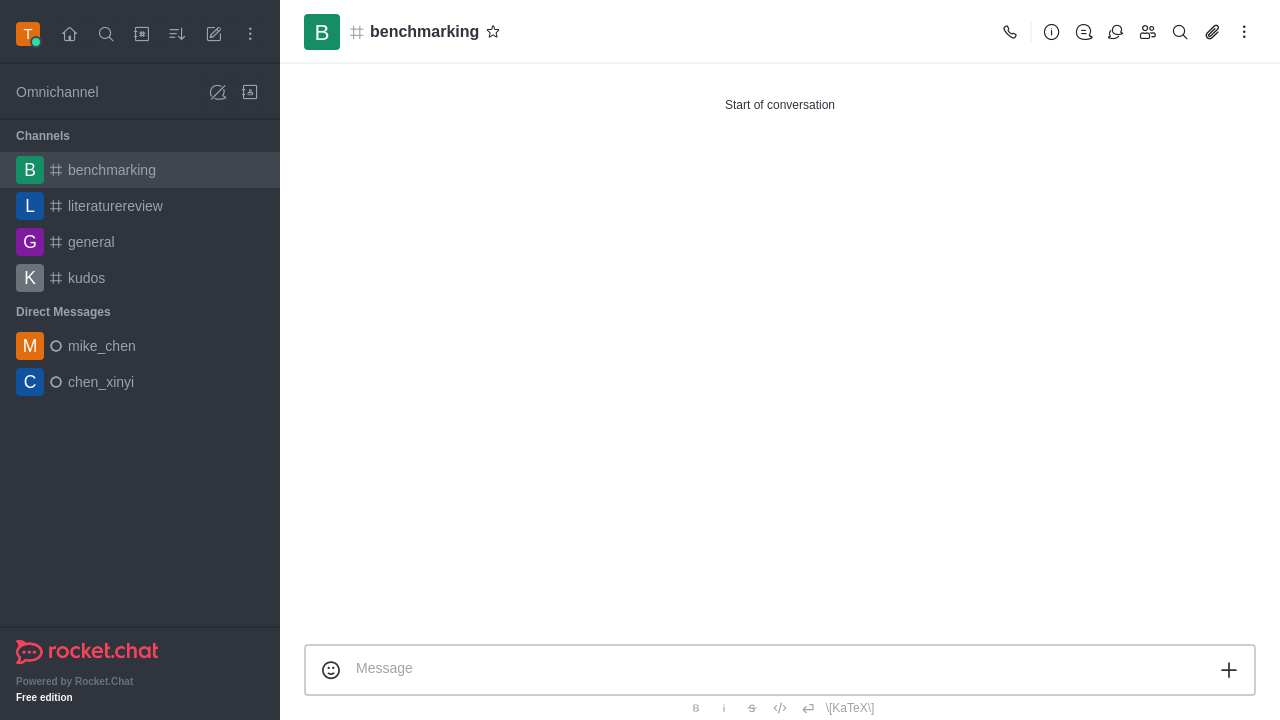 T
Omnichannel
Channels
B benchmarking
L literaturereview
G general
K kudos
Direct Messages
M mike_chen
C chen_xinyi
rocket.chat
Powered by Rocket.Chat
Free edition
B benchmarking
Start of conversation
Message
B i S </> \[KaTeX\]